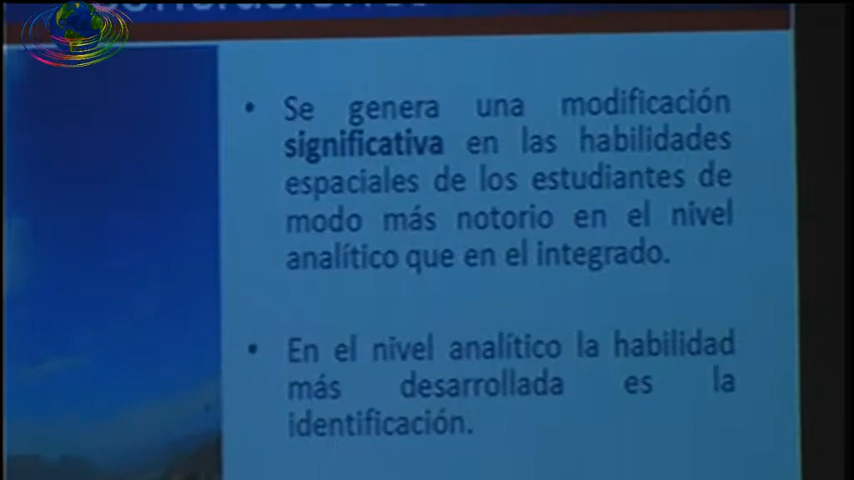 • Se genera una modificación
significativa en las habilidades
espaciales de los estudiantes de
modo más notorio en el nivel
analítico que en el integrado.
• En el nivel analítico la habilidad
más desarrollada es la
identificación.